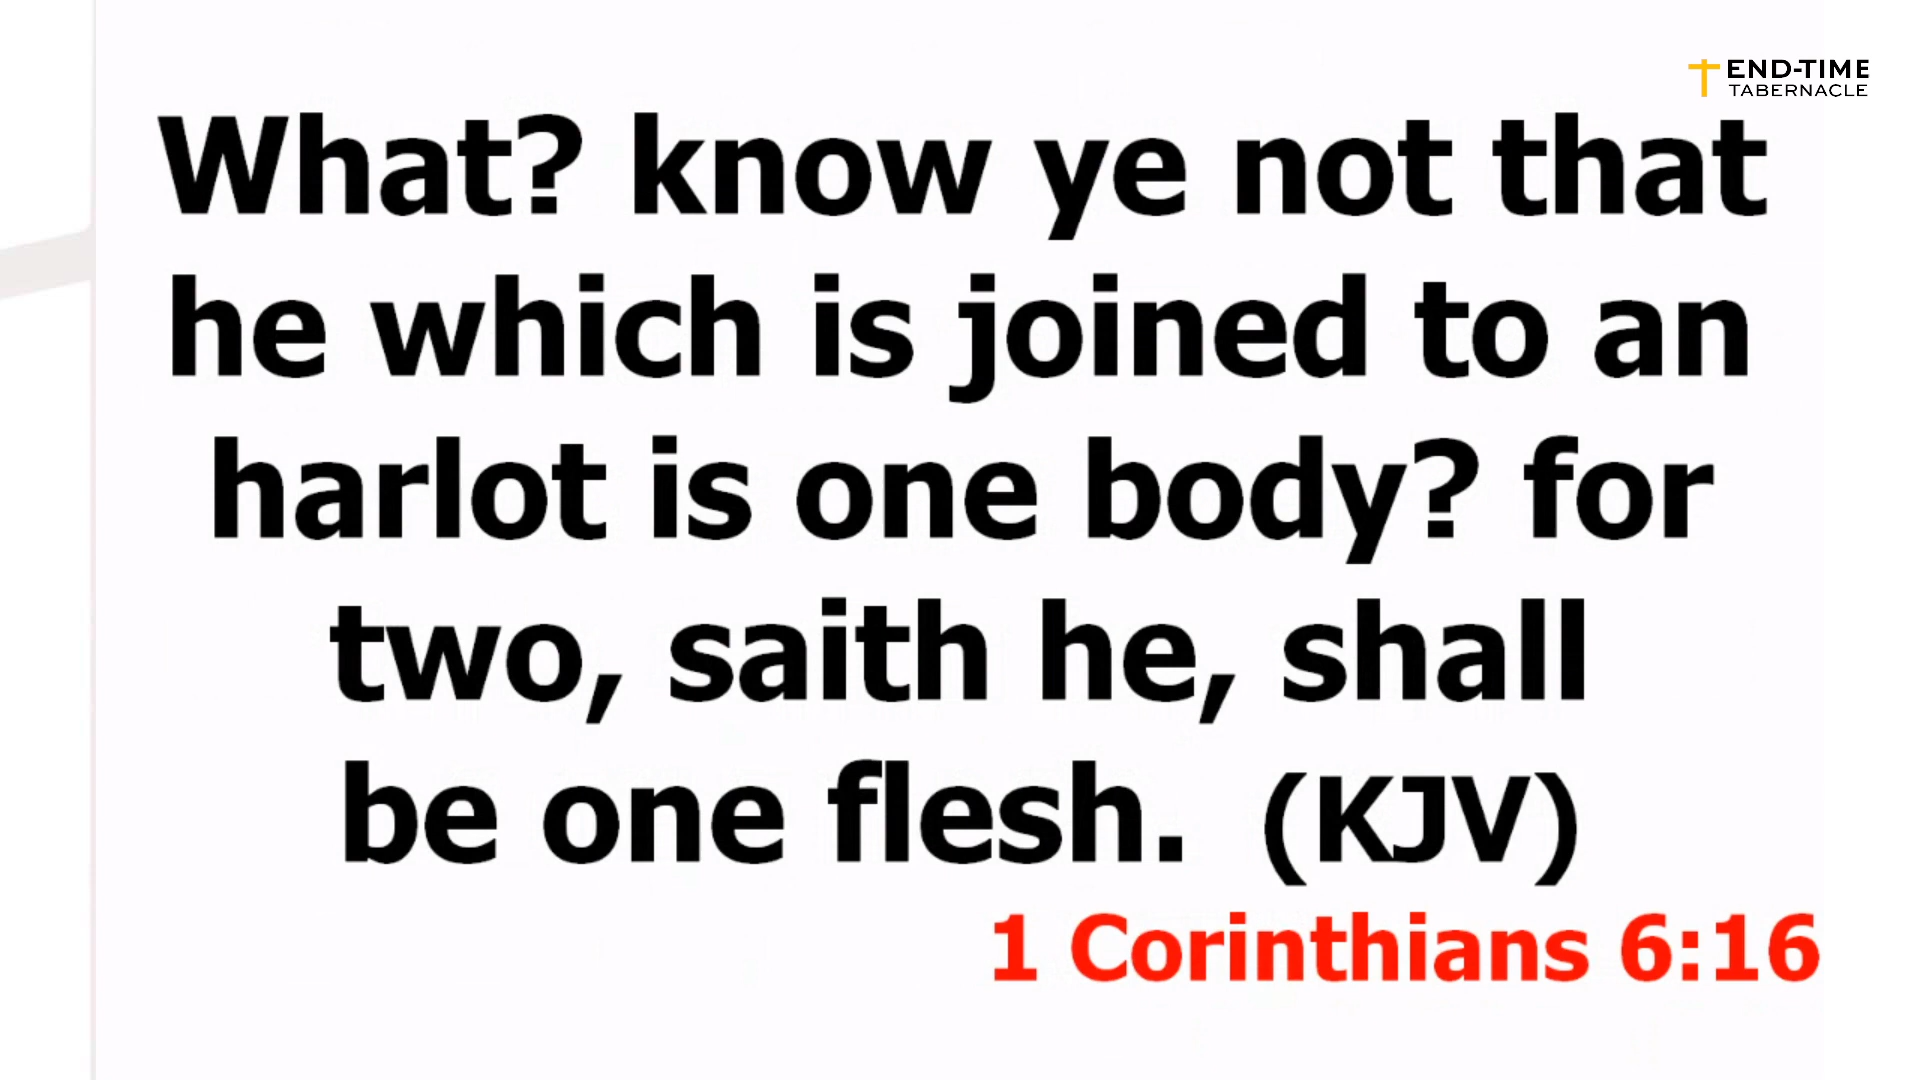 END-TIME
TABERNACLE
What? know ye not that
he which is joined to an
harlot is one body? for
two, saith he, shall
be one flesh. (KJV)
1 Corinthians 6:16